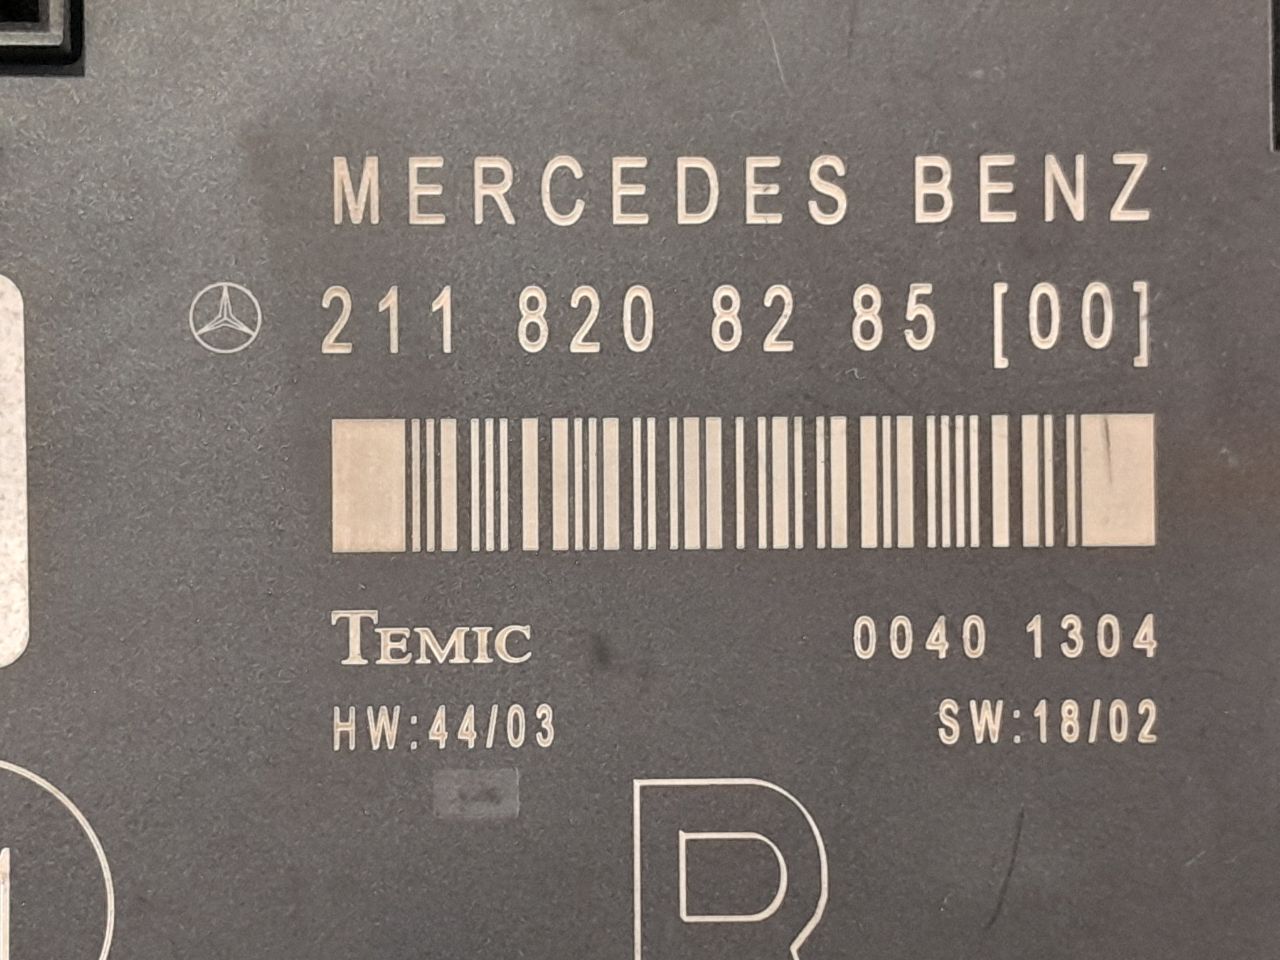 MERCEDES BENZ
211 820 82 85 [00]
TEMIC 0040 1304
HW:44/03 SW:18/02
R